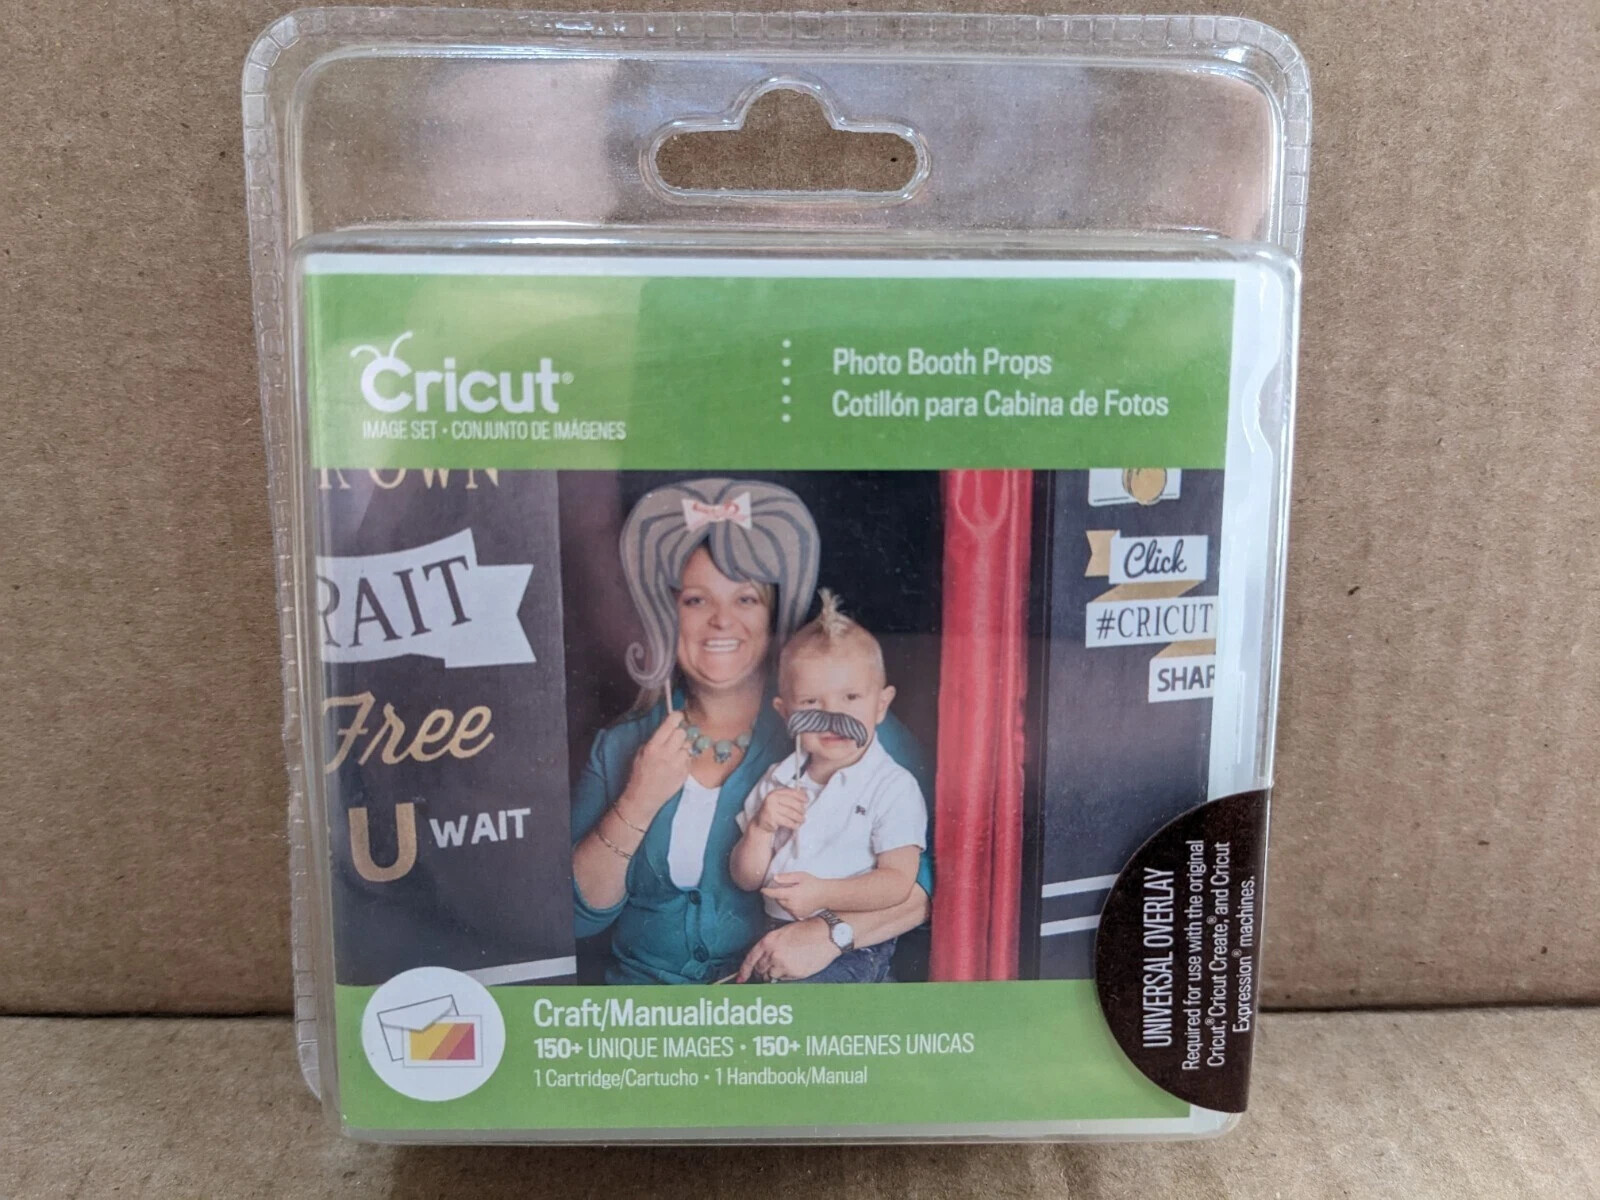 Cricut®
IMAGE SET • CONJUNTO DE IMÁGENES
Photo Booth Props
Cotillón para Cabina de Fotos
OWN
RAIT
Free
U WAIT
Click
#CRICUT
SHAR
Craft/Manualidades
150+ UNIQUE IMAGES • 150+ IMAGENES UNICAS
1 Cartridge/Cartucho • 1 Handbook/Manual
UNIVERSAL OVERLAY
Required for use with the original
Cricut,® Cricut Create,® and Cricut
Expression® machines.